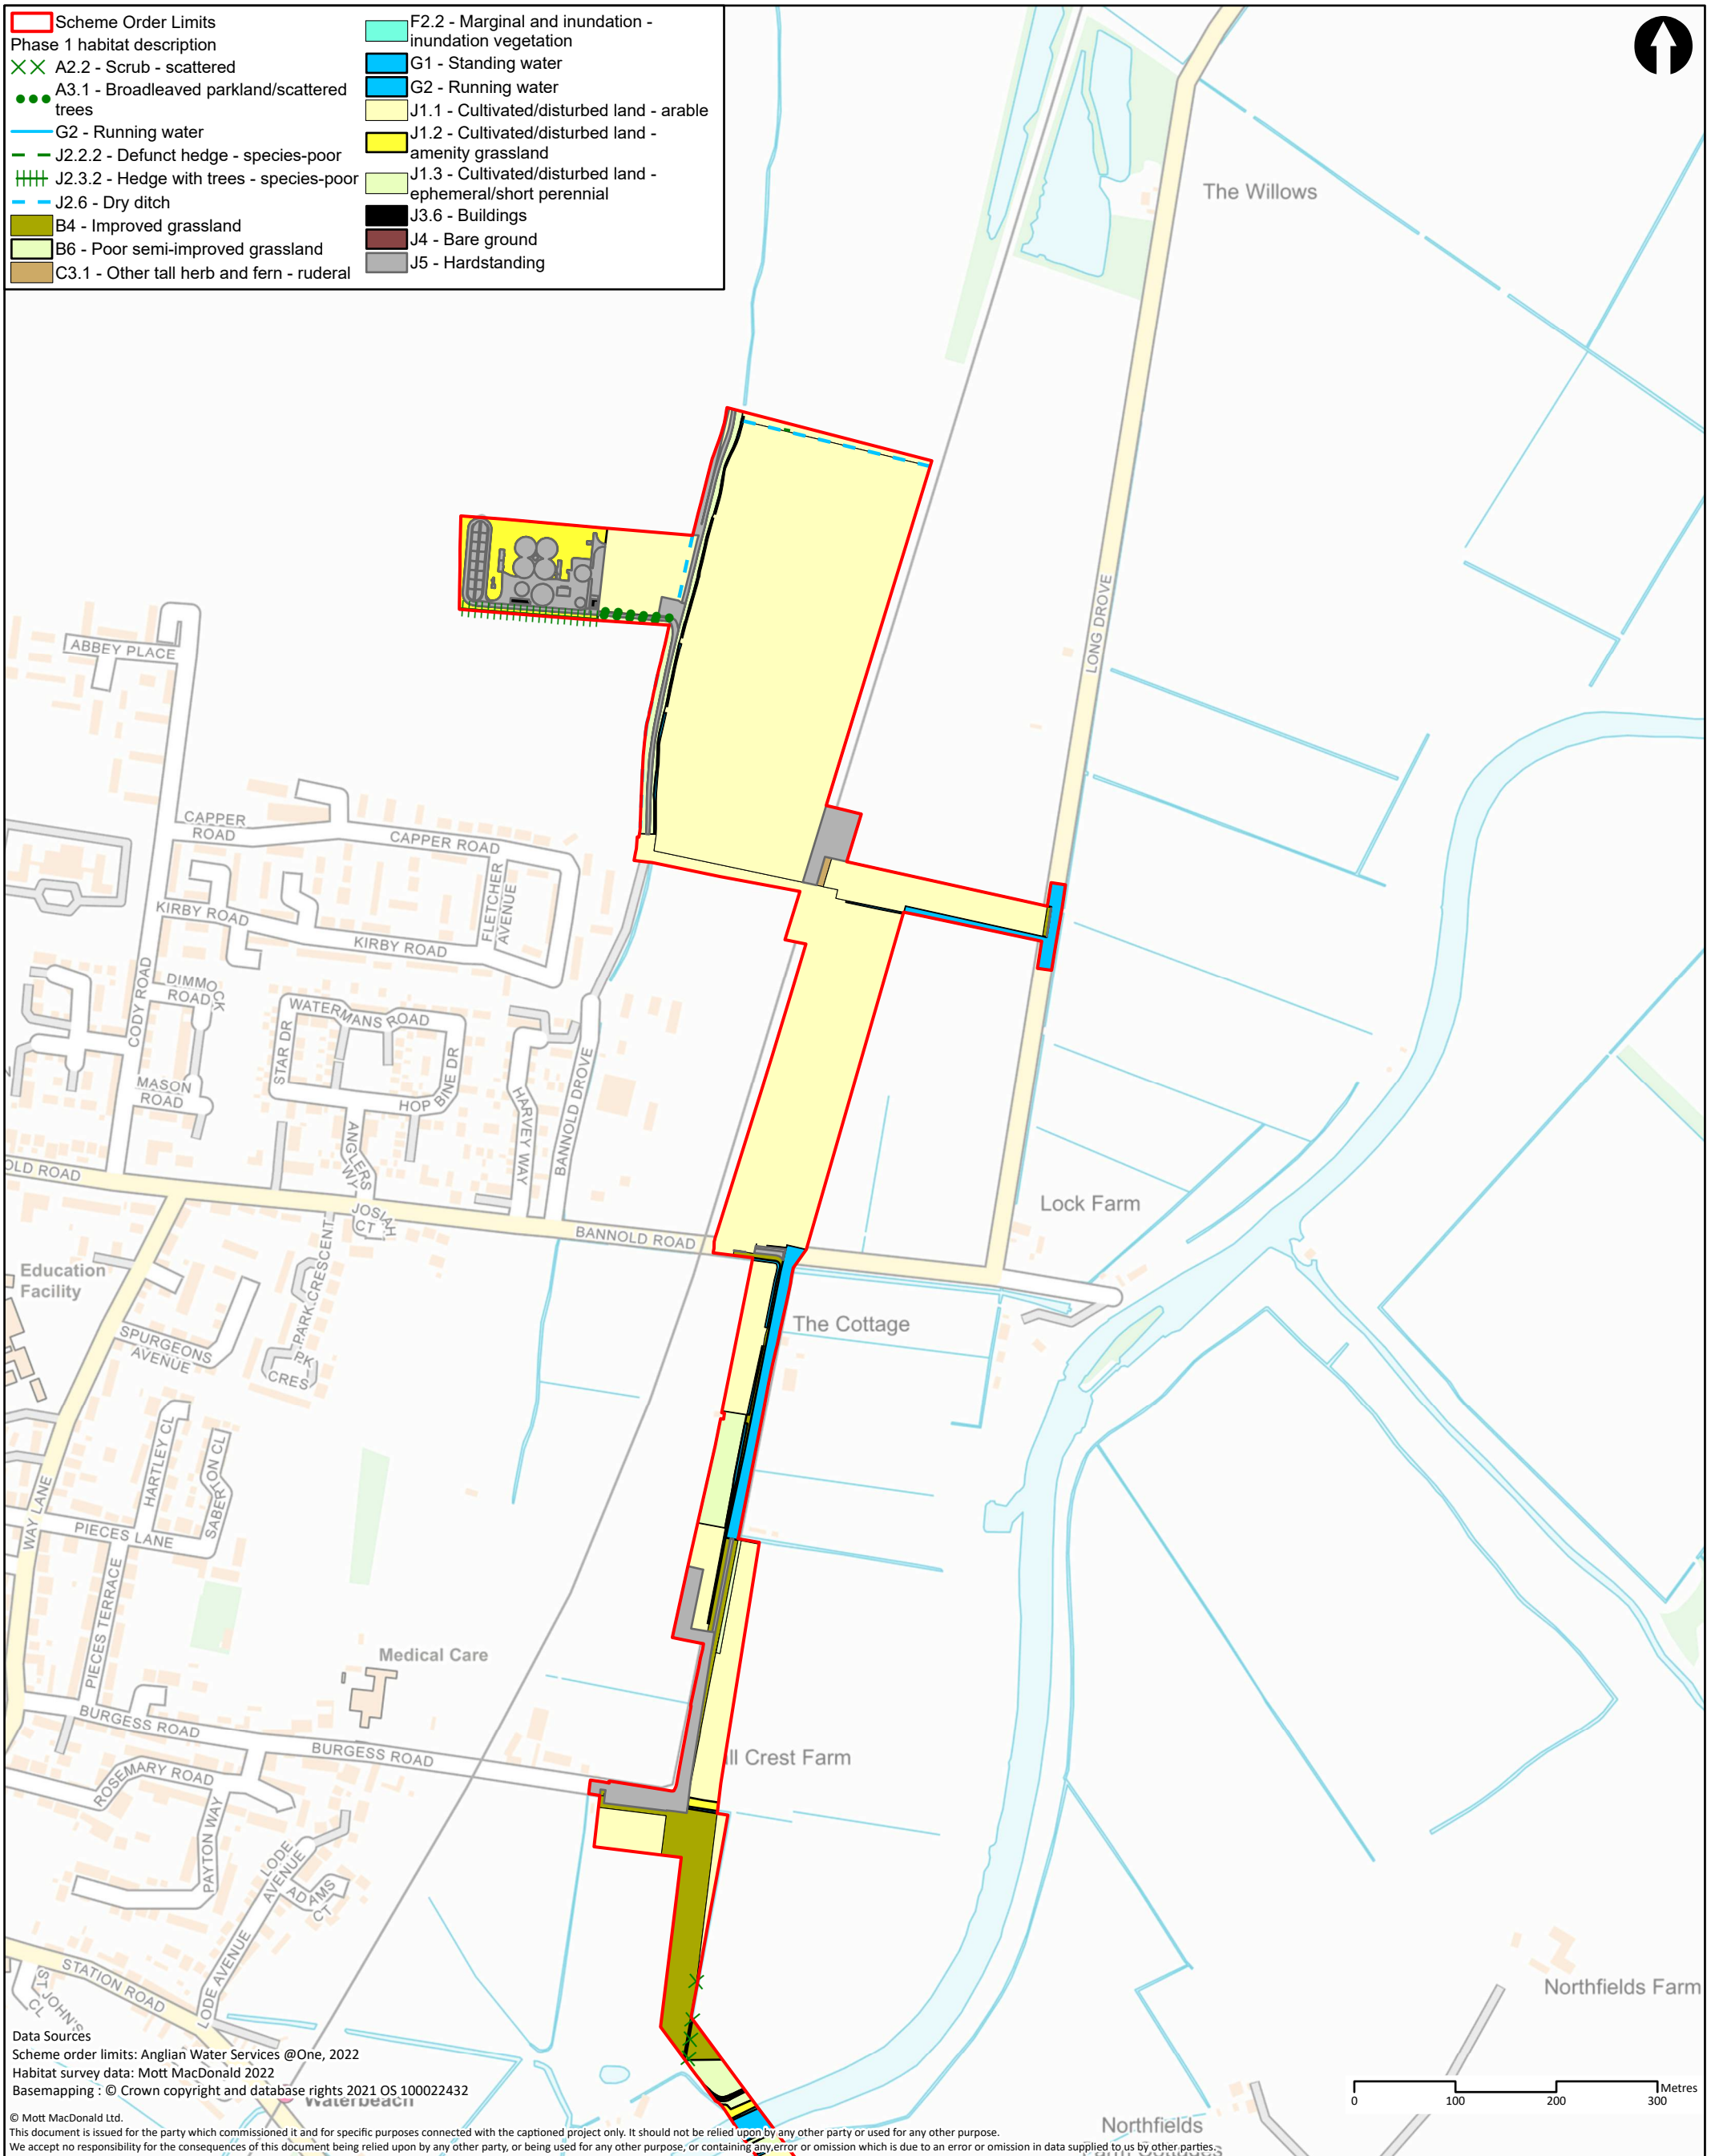 Scheme Order Limits
Phase 1 habitat description
A2.2 - Scrub - scattered
A3.1 - Broadleaved parkland/scattered
trees
G2 - Running water
J2.2.2 - Defunct hedge - species-poor
J2.3.2 - Hedge with trees - species-poor
J2.6 - Dry ditch
B4 - Improved grassland
B6 - Poor semi-improved grassland
C3.1 - Other tall herb and fern - ruderal
F2.2 - Marginal and inundation -
inundation vegetation
G1 - Standing water
G2 - Running water
J1.1 - Cultivated/disturbed land - arable
J1.2 - Cultivated/disturbed land -
amenity grassland
J1.3 - Cultivated/disturbed land -
ephemeral/short perennial
J3.6 - Buildings
J4 - Bare ground
J5 - Hardstanding
The Willows
LONG DROVE
ABBEY PLACE
CAPPER
ROAD
CAPPER ROAD
FLETCHER
AVENUE
KIRBY ROAD
KIRBY ROAD
CODY ROAD
DIMMOCK
ROAD
WATERMANS ROAD
STAR DR
MASON
ROAD
HOP BINE DR
HARVEY WAY
BANNOLD DROVE
ANGLERS
WY
OLD ROAD
JOSIAH
CT
BANNOLD ROAD
Lock Farm
Education
Facility
PARK CRESCENT
The Cottage
SPURGEONS
AVENUE
PK
CRES
HARTLEY CL
SABERTON CL
WAY LANE
PIECES LANE
PIECES TERRACE
Medical Care
BURGESS ROAD
BURGESS ROAD
ill Crest Farm
ROSEMARY ROAD
PAYTON WAY
LODE
AVENUE
ADAMS
CT
LODE AVENUE
STATION ROAD
ST JOHN'S
CL
Northfields Farm
Data Sources
Scheme order limits: Anglian Water Services @One, 2022
Habitat survey data: Mott MacDonald 2022
Basemapping : © Crown copyright and database rights 2021 OS 100022432
Waterbeach
Metres
0 100 200 300
Northfields
Farm Cottages
© Mott MacDonald Ltd.
This document is issued for the party which commissioned it and for specific purposes connected with the captioned project only. It should not be relied upon by any other party or used for any other purpose.
We accept no responsibility for the consequences of this document being relied upon by any other party, or being used for any other purpose, or containing any error or omission which is due to an error or omission in data supplied to us by other parties.